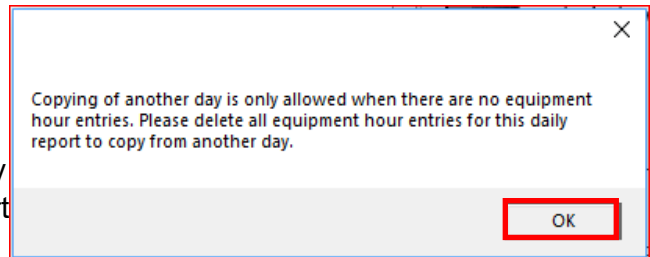 Copying of another day is only allowed when there are no equipment
hour entries. Please delete all equipment hour entries for this daily
report to copy from another day.
OK